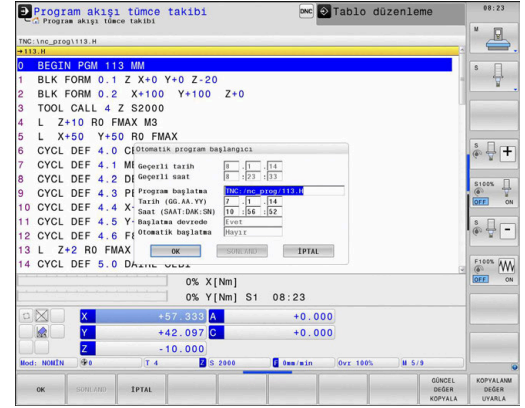 Program akışı tümce takibi
Program akışı tümce takibi
DNC
Tablo düzenleme
08:23
TNC:\nc_prog\113.H
→113.H
0 BEGIN PGM 113 MM
1 BLK FORM 0.1 Z X+0 Y+0 Z-20
2 BLK FORM 0.2 X+100 Y+100 Z+0
3 TOOL CALL 4 Z S2000
4 L Z+10 R0 FMAX M3
5 L X+50 Y+50 R0 FMAX
6 CYCL DEF 4.0
7 CYCL DEF 4.1
8 CYCL DEF 4.2
9 CYCL DEF 4.3
10 CYCL DEF 4.4 X-
11 CYCL DEF 4.5 Y-
12 CYCL DEF 4.6
13 L Z+2 R0 FMAX
14 CYCL DEF 5.0 DAIRE CEBI
Otomatik program başlangıcı
Geçerli tarih 8 .1 .14
Geçerli saat 8 :23 :33
Program başlatma TNC:/nc_prog/113.H
Tarih (GG.AA.YY) 7 .1 .14
Saat (SAAT:DAK:SN) 10 :56 :52
Başlatma devrede Evet
Otomatik başlatma Hayır
OK SONLAND İPTAL
0% X[Nm]
0% Y[Nm] S1 08:23
X +57.333 A +0.000
Y +42.097 C +0.000
Z -10.000
Mod: NOMİN 0 T 4 Z S 2000 F 0mm/min Ovr 100% M 5/9
M
S
S
S100%
OFF ON
S
F100%
OFF ON
OK SONLAND İPTAL
GÜNCEL DEĞER KOPYALA
KOPYALANM DEĞER UYARLA